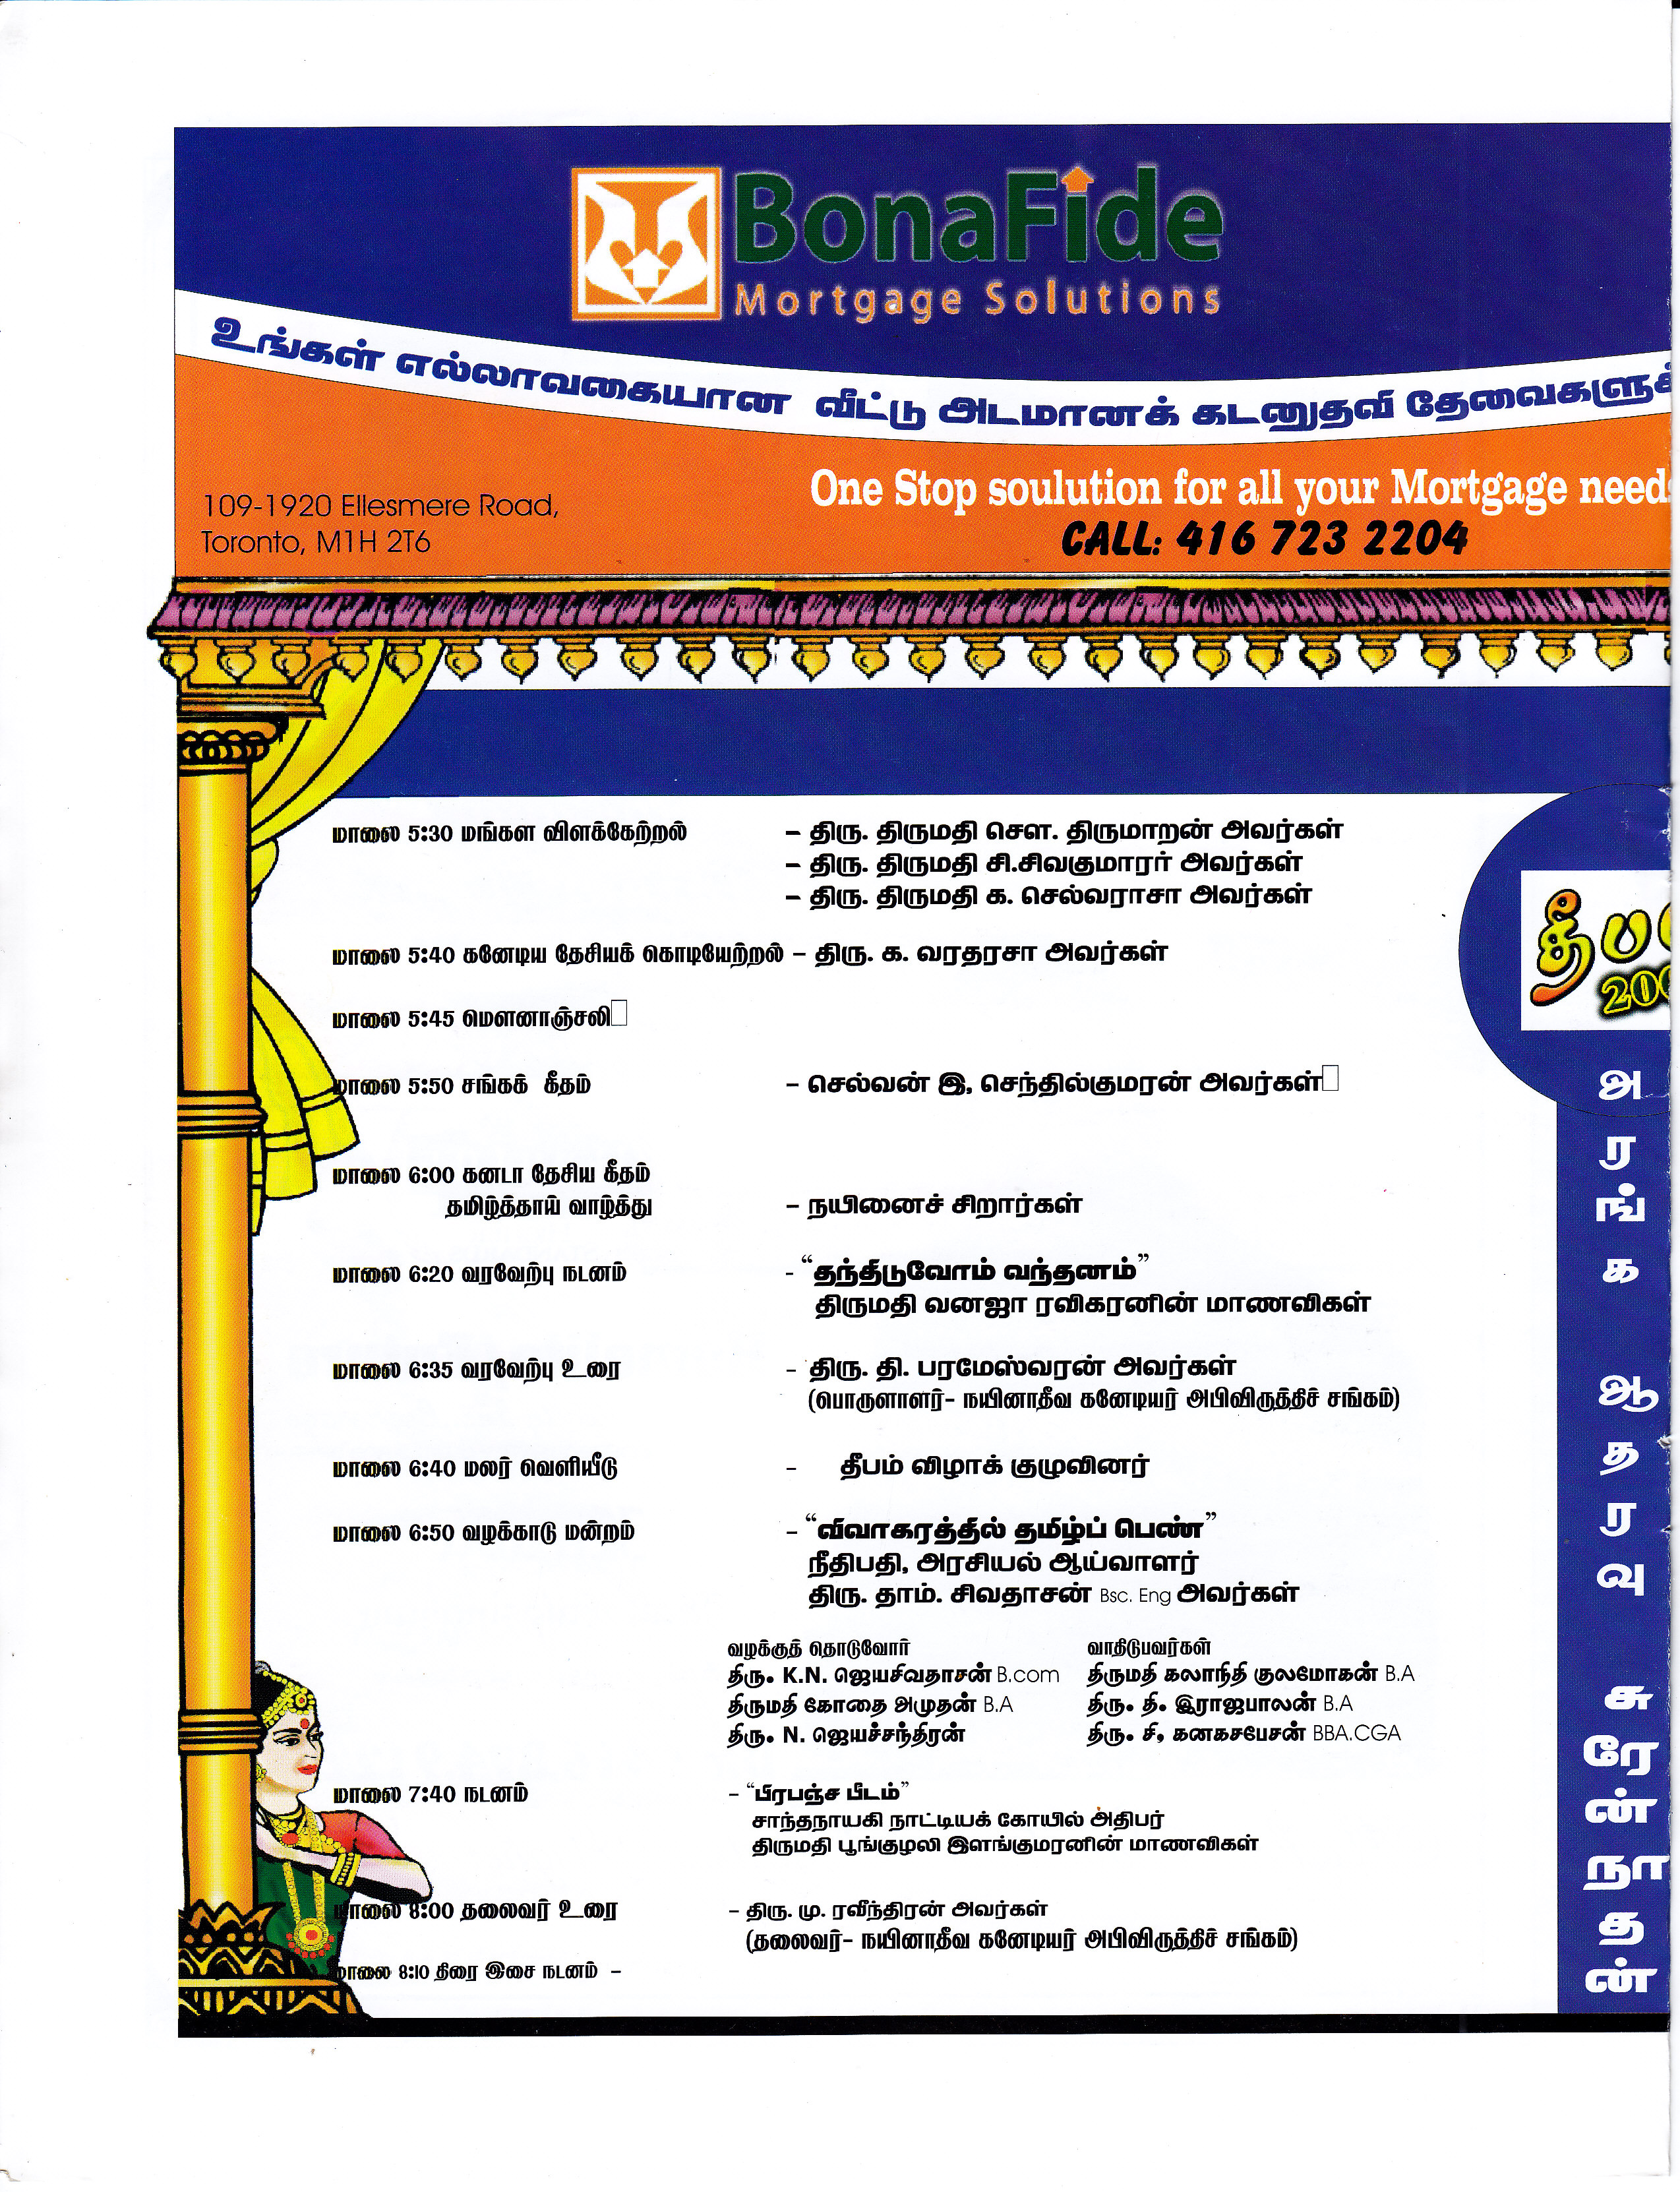 BonaFide
Mortgage Solutions
உங்கள் எல்லாவகையான வீட்டு அடமானக் கடனுதவி தேவைகளுக்
109-1920 Ellesmere Road,
Toronto, M1H 2T6
One Stop soulution for all your Mortgage need
CALL: 416 723 2204
மாலை 5:30 மங்கள விளக்கேற்றல் – திரு. திருமதி சௌ. திருமாறன் அவர்கள்
– திரு. திருமதி சி.சிவகுமாரர் அவர்கள்
– திரு. திருமதி க. செல்வராசா அவர்கள்
மாலை 5:40 கனேடிய தேசியக் கொடியேற்றல் – திரு. க. வரதரசா அவர்கள்
மாலை 5:45 மௌனாஞ்சலி
மாலை 5:50 சங்கக் கீதம் – செல்வன் இ, செந்தில்குமரன் அவர்கள்
மாலை 6:00 கனடா தேசிய கீதம்
தமிழ்த்தாய் வாழ்த்து – நயினைச் சிறார்கள்
மாலை 6:20 வரவேற்பு நடனம் - “தந்திடுவோம் வந்தனம்”
திருமதி வனஜா ரவிகரனின் மாணவிகள்
மாலை 6:35 வரவேற்பு உரை - திரு. தி. பரமேஸ்வரன் அவர்கள்
(பொருளாளர்- நயினாதீவ கனேடியர் அபிவிருத்திச் சங்கம்)
மாலை 6:40 மலர் வெளியீடு - தீபம் விழாக் குழுவினர்
மாலை 6:50 வழக்காடு மன்றம் - “விவாகரத்தில் தமிழ்ப் பெண்”
நீதிபதி, அரசியல் ஆய்வாளர்
திரு. தாம். சிவதாசன் Bsc. Eng அவர்கள்
வழக்குத் தொடுவோர் வாதிடுபவர்கள்
திரு. K.N. ஜெயசிவதாசன் B.com திருமதி கலாநிதி குலமோகன் B.A
திருமதி கோதை அமுதன் B.A திரு. தி. இராஜபாலன் B.A
திரு. N. ஜெயச்சந்திரன் திரு. சி, கனகசபேசன் BBA.CGA
மாலை 7:40 நடனம் – “பிரபஞ்ச பீடம்”
சாந்தநாயகி நாட்டியக் கோயில் அதிபர்
திருமதி பூங்குழலி இளங்குமரனின் மாணவிகள்
மாலை 8:00 தலைவர் உரை – திரு. மு. ரவீந்திரன் அவர்கள்
(தலைவர்- நயினாதீவ கனேடியர் அபிவிருத்திச் சங்கம்)
மாலை 8:10 திரை இசை நடனம் –
தீப
200
அரங்க ஆதரவு சுரேன்நாதன்